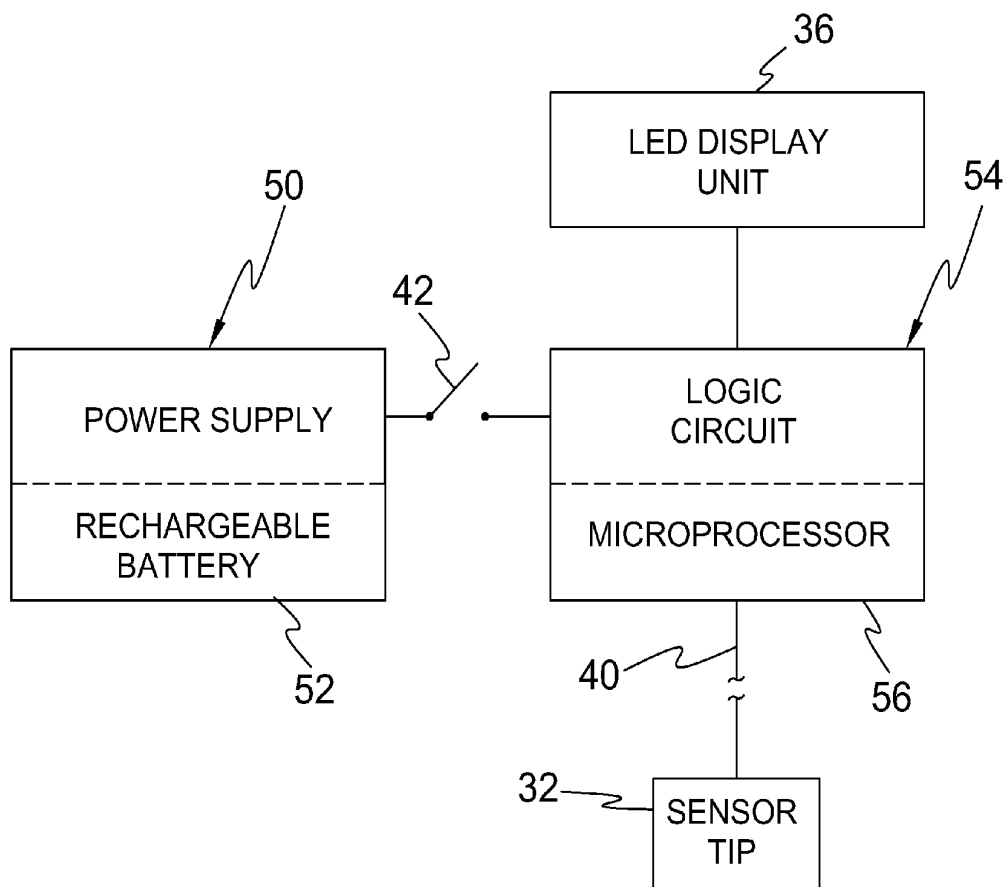 36
LED DISPLAY
UNIT
54
50
42
POWER SUPPLY
LOGIC
CIRCUIT
RECHARGEABLE
BATTERY
MICROPROCESSOR
52
40
56
32
SENSOR
TIP